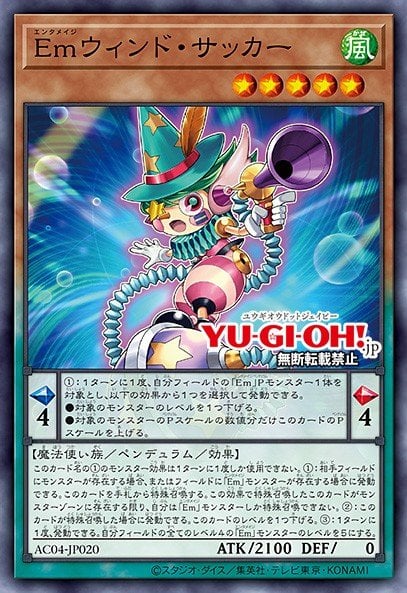 エンタメイジ
Emウィンド・サッカー
かぜ
風
ユウギオウドットジェイピー
YU-GI-OH!.jp
無断転載禁止
①:1ターンに1度、自分フィールドの「Em」Pモンスター1体を
対象とし、以下の効果から1つを選択して発動できる。
●対象のモンスターのレベルを1つ下げる。
●対象のモンスターのPスケールの数値分だけこのカードのP
スケールを上げる。
4
4
【魔法使い族/ペンデュラム/効果】
このカード名の①のモンスター効果は1ターンに1度しか使用できない。①:相手フィールド
にモンスターが存在する場合、またはフィールドに「Em」モンスターが存在する場合に発動
できる。このカードを手札から特殊召喚する。この効果で特殊召喚したこのカードがモン
スターゾーンに存在する限り、自分は「Em」モンスターしか特殊召喚できない。②:この
カードが特殊召喚した場合に発動できる。このカードのレベルを1つ下げる。③:1ターンに
1度、発動できる。自分フィールドの全てのレベル4の「Em」モンスターのレベルを5にする。
AC04-JP020
ATK/2100 DEF/ 0
©スタジオ・ダイス/集英社・テレビ東京・KONAMI